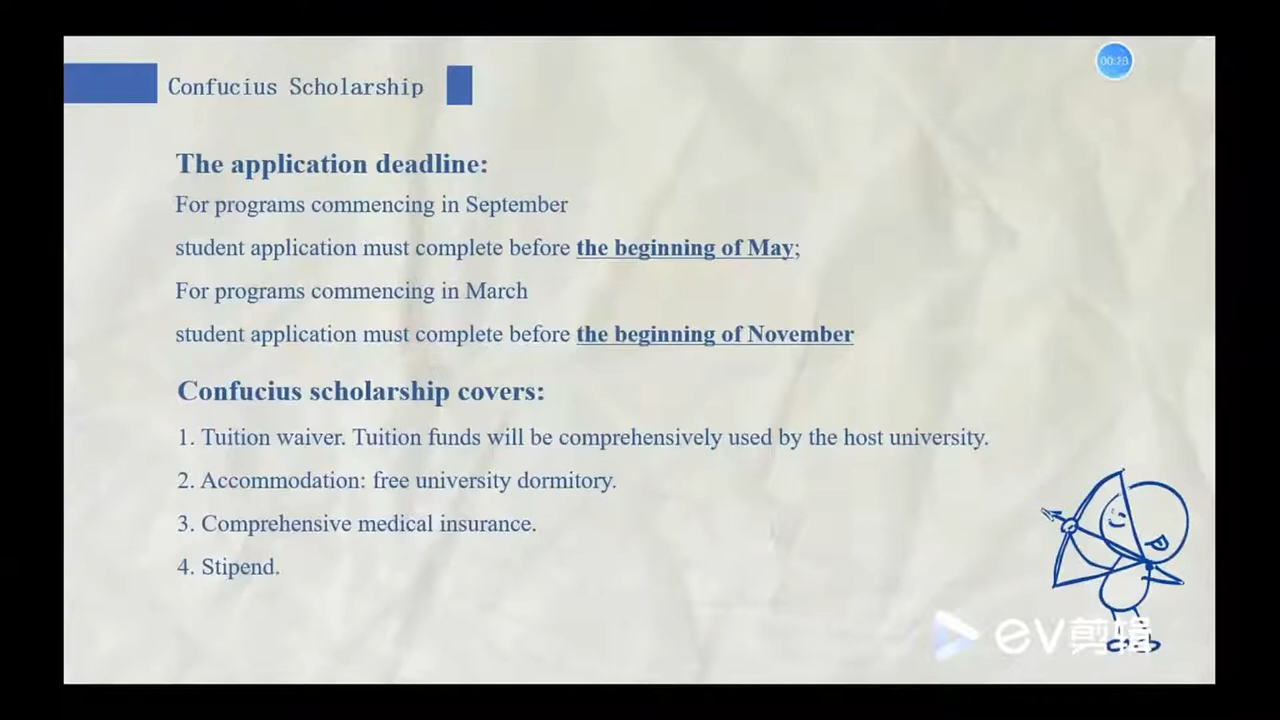 Confucius Scholarship
00:28
The application deadline:
For programs commencing in September
student application must complete before the beginning of May;
For programs commencing in March
student application must complete before the beginning of November
Confucius scholarship covers:
1. Tuition waiver. Tuition funds will be comprehensively used by the host university.
2. Accommodation: free university dormitory.
3. Comprehensive medical insurance.
4. Stipend.
ev剪辑